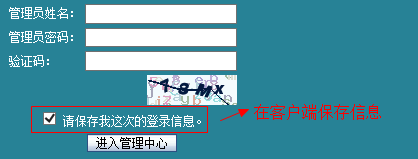 管理员姓名：
管理员密码：
验证码：
请保存我这次的登录信息。
在客户端保存信息
进入管理中心